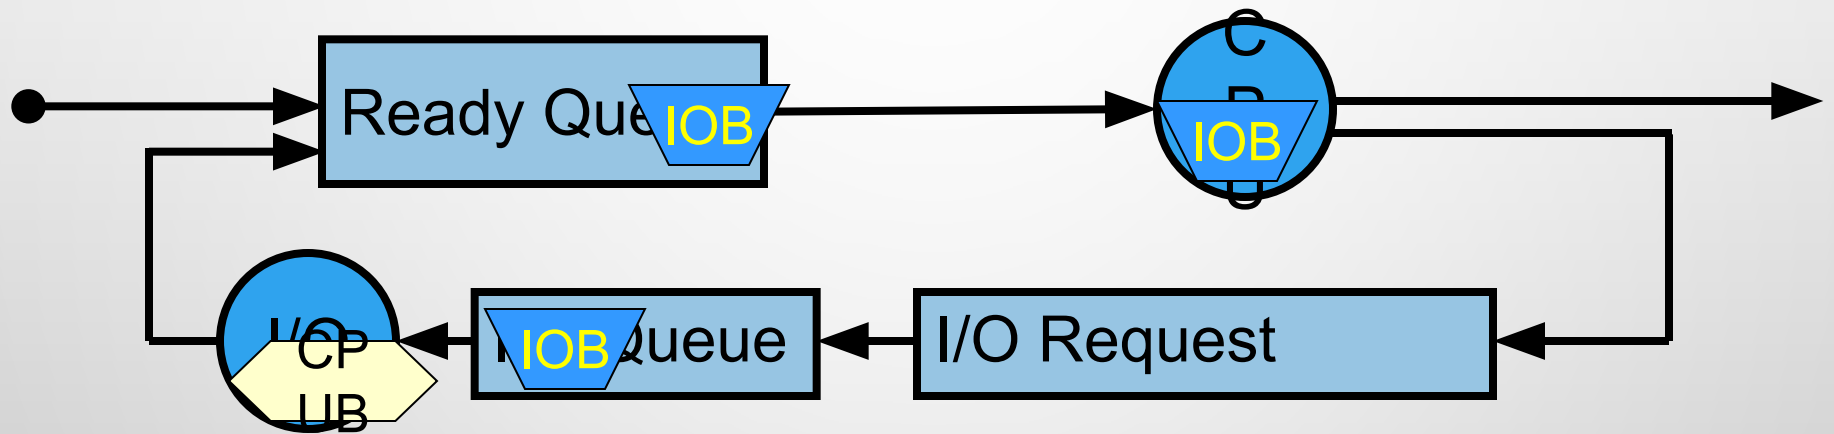 Ready Que
IOB
C
P
U
IOB
I/O
CP
UB
IOB
Queue
I/O Request